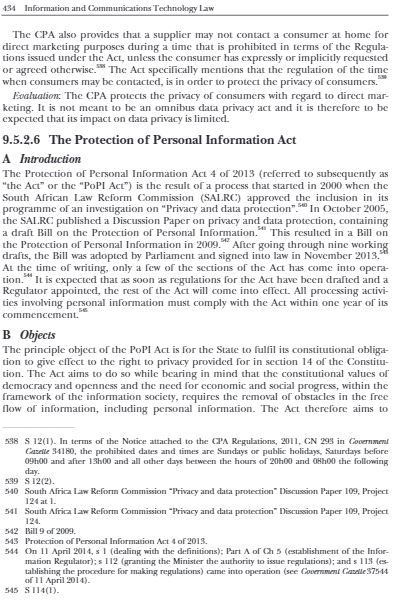 434 Information and Communications Technology Law
The CPA also provides that a supplier may not contact a consumer at home for
direct marketing purposes during a time that is prohibited in terms of the Regula-
tions issued under the Act, unless the consumer has expressly or implicitly requested
or agreed otherwise.538 The Act specifically mentions that the regulation of the time
when consumers may be contacted, is in order to protect the privacy of consumers.539
Evaluation: The CPA protects the privacy of consumers with regard to direct mar-
keting. It is not meant to be an omnibus data privacy act and it is therefore to be
expected that its impact on data privacy is limited.
9.5.2.6 The Protection of Personal Information Act
A Introduction
The Protection of Personal Information Act 4 of 2013 (referred to subsequently as
“the Act” or the “PoPI Act”) is the result of a process that started in 2000 when the
South African Law Reform Commission (SALRC) approved the inclusion in its
programme of an investigation on “Privacy and data protection”.540 In October 2005,
the SALRC published a Discussion Paper on privacy and data protection, containing
a draft Bill on the Protection of Personal Information.541 This resulted in a Bill on
the Protection of Personal Information in 2009.542 After going through nine working
drafts, the Bill was adopted by Parliament and signed into law in November 2013.543
At the time of writing, only a few of the sections of the Act has come into opera-
tion.544 It is expected that as soon as regulations for the Act have been drafted and a
Regulator appointed, the rest of the Act will come into effect. All processing activi-
ties involving personal information must comply with the Act within one year of its
commencement.545
B Objects
The principle object of the PoPI Act is for the State to fulfil its constitutional obliga-
tion to give effect to the right to privacy provided for in section 14 of the Constitu-
tion. The Act aims to do so while bearing in mind that the constitutional values of
democracy and openness and the need for economic and social progress, within the
framework of the information society, requires the removal of obstacles in the free
flow of information, including personal information. The Act therefore aims to
538 S 12(1). In terms of the Notice attached to the CPA Regulations, 2011, GN 293 in Government
Gazette 34180, the prohibited dates and times are Sundays or public holidays, Saturdays before
09h00 and after 13h00 and all other days between the hours of 20h00 and 08h00 the following
day.
539 S 12(2).
540 South Africa Law Reform Commission “Privacy and data protection” Discussion Paper 109, Project
124 at 1.
541 South Africa Law Reform Commission “Privacy and data protection” Discussion Paper 109, Project
124.
542 Bill 9 of 2009.
543 Protection of Personal Information Act 4 of 2013.
544 On 11 April 2014, s 1 (dealing with the definitions); Part A of Ch 5 (establishment of the Infor-
mation Regulator); s 112 (granting the Minister the authority to issue regulations); and s 113 (es-
tablishing the procedure for making regulations) came into operation (see Government Gazette 37544
of 11 April 2014).
545 S 114(1).